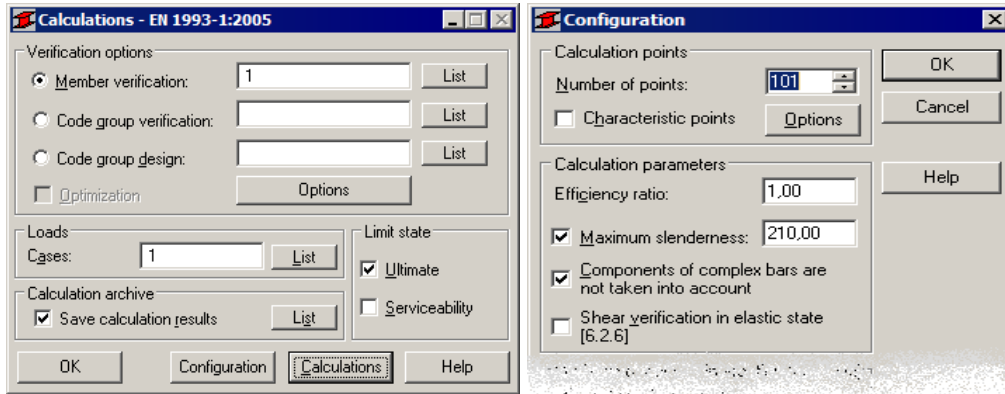 Calculations - EN 1993-1:2005
Verification options
Member verification: 1 List
Code group verification: List
Code group design: List
Optimization Options
Loads
Cases: 1 List
Limit state
Ultimate
Serviceability
Calculation archive
Save calculation results List
OK Configuration Calculations Help
Configuration
Calculation points
Number of points: 101
Characteristic points Options
OK
Cancel
Help
Calculation parameters
Efficiency ratio: 1,00
Maximum slenderness: 210,00
Components of complex bars are
not taken into account
Shear verification in elastic state
[6.2.6]